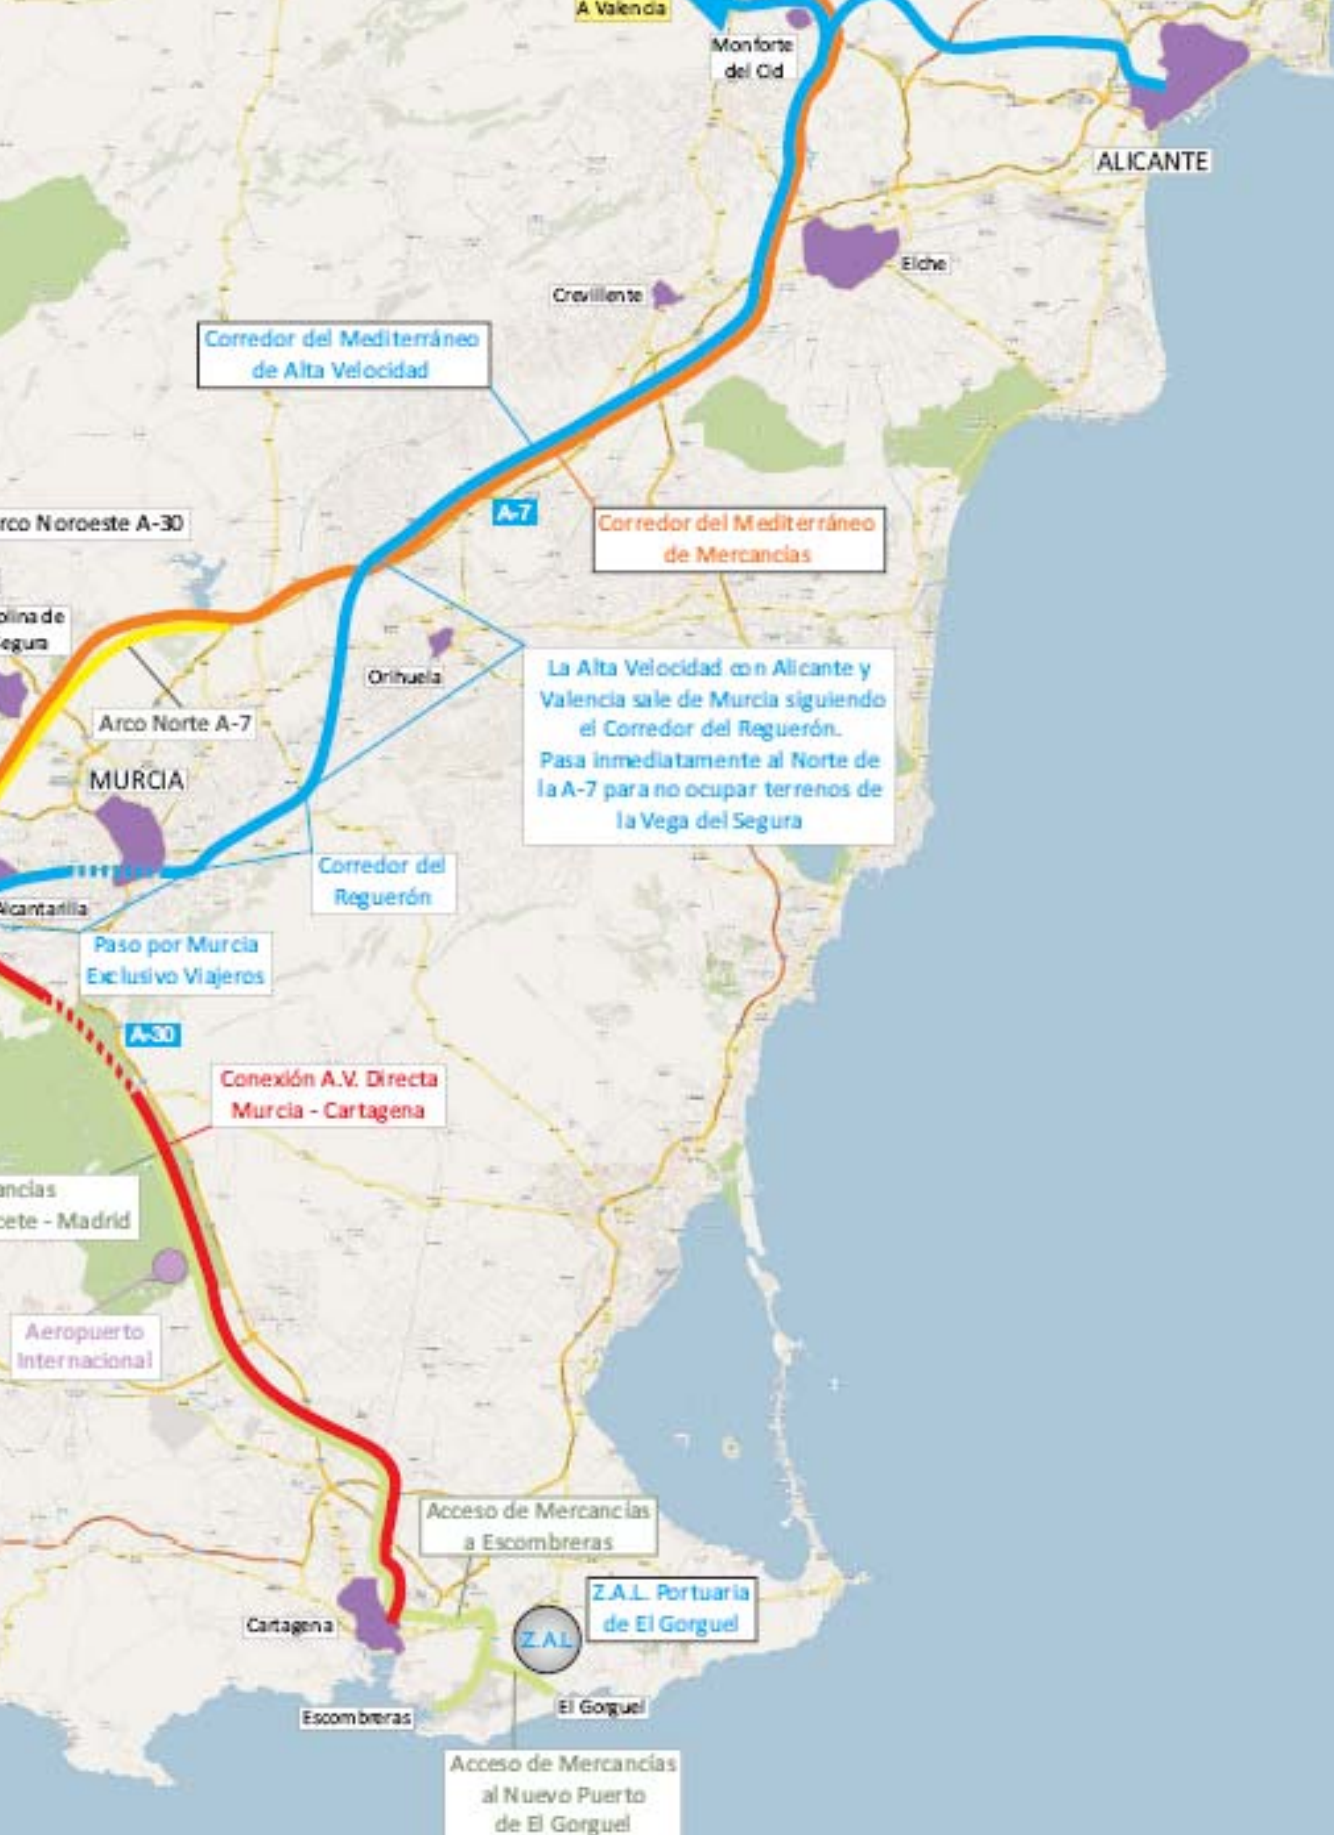 A Valencia
Monforte
del Cid
ALICANTE
Elche
Crevillente
Corredor del Mediterráneo
de Alta Velocidad
A-7
Corredor del Mediterráneo
de Mercancías
rco Noroeste A-30
olina de
egura
Orihuela
La Alta Velocidad con Alicante y
Valencia sale de Murcia siguiendo
el Corredor del Reguerón.
Pasa inmediatamente al Norte de
la A-7 para no ocupar terrenos de
la Vega del Segura
Arco Norte A-7
MURCIA
Corredor del
Reguerón
Alcantarilla
Paso por Murcia
Exclusivo Viajeros
A-30
Conexión A.V. Directa
Murcia - Cartagena
ancías
cete - Madrid
Aeropuerto
Internacional
Acceso de Mercancías
a Escombreras
Z.A.L. Portuaria
de El Gorguel
Z.A.L
Cartagena
Escombreras
El Gorguel
Acceso de Mercancías
al Nuevo Puerto
de El Gorguel